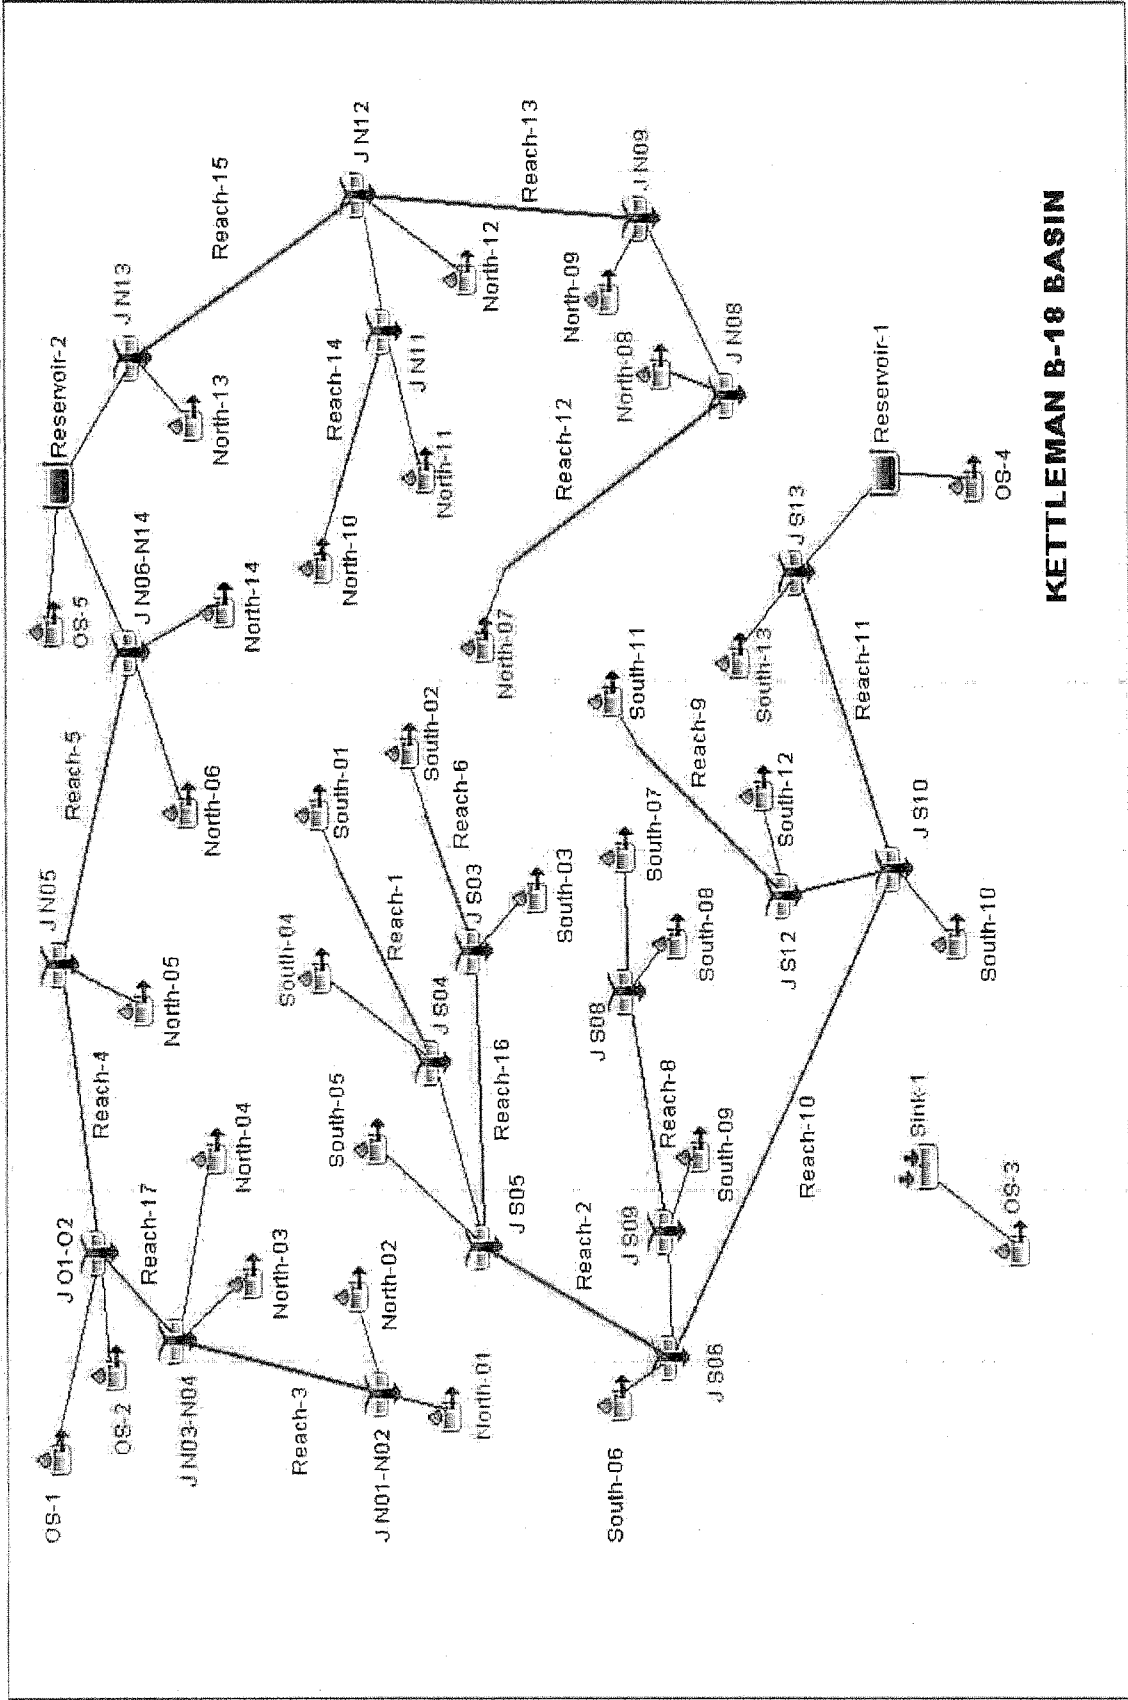 OS-1
OS-2
J O1-O2
Reach-4
J N05
North-05
Reach-5
OS-5
J N06-N14
North-14
North-06
Reservoir-2
J N13
North-13
Reach-15
J N12
North-12
J N11
Reach-14
North-11
North-10
Reach-13
J N09
North-09
North-08
J N08
Reach-12
North-07
Reach-17
North-04
North-03
J N03-N04
Reach-3
J N01-N02
North-02
North-01
South-01
South-04
Reach-1
J S04
South-02
Reach-6
J S03
South-03
South-05
Reach-16
J S05
Reach-2
South-06
J S06
J S09
South-09
Reach-8
J S08
South-08
South-07
South-11
Reach-9
South-12
J S12
South-13
J S13
Reach-11
J S10
South-10
Reach-10
Reservoir-1
OS-4
Sink-1
OS-3
KETTLEMAN B-18 BASIN